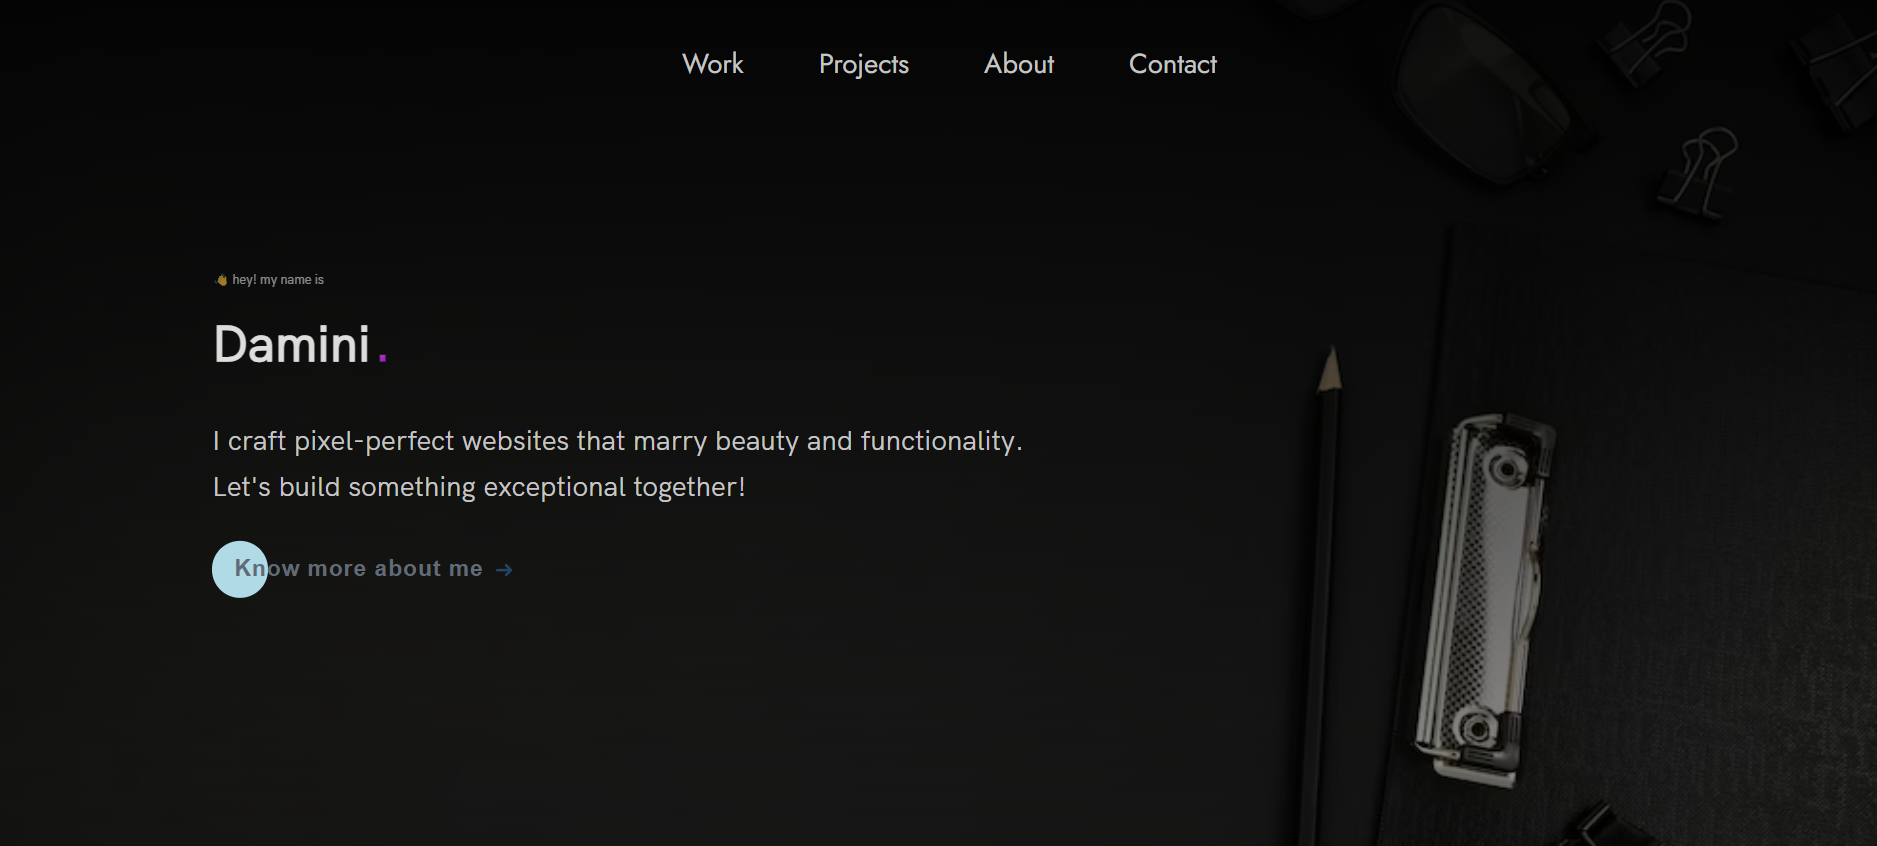 Work Projects About Contact
👋 hey! my name is
Damini.
I craft pixel-perfect websites that marry beauty and functionality.
Let's build something exceptional together!
Know more about me →